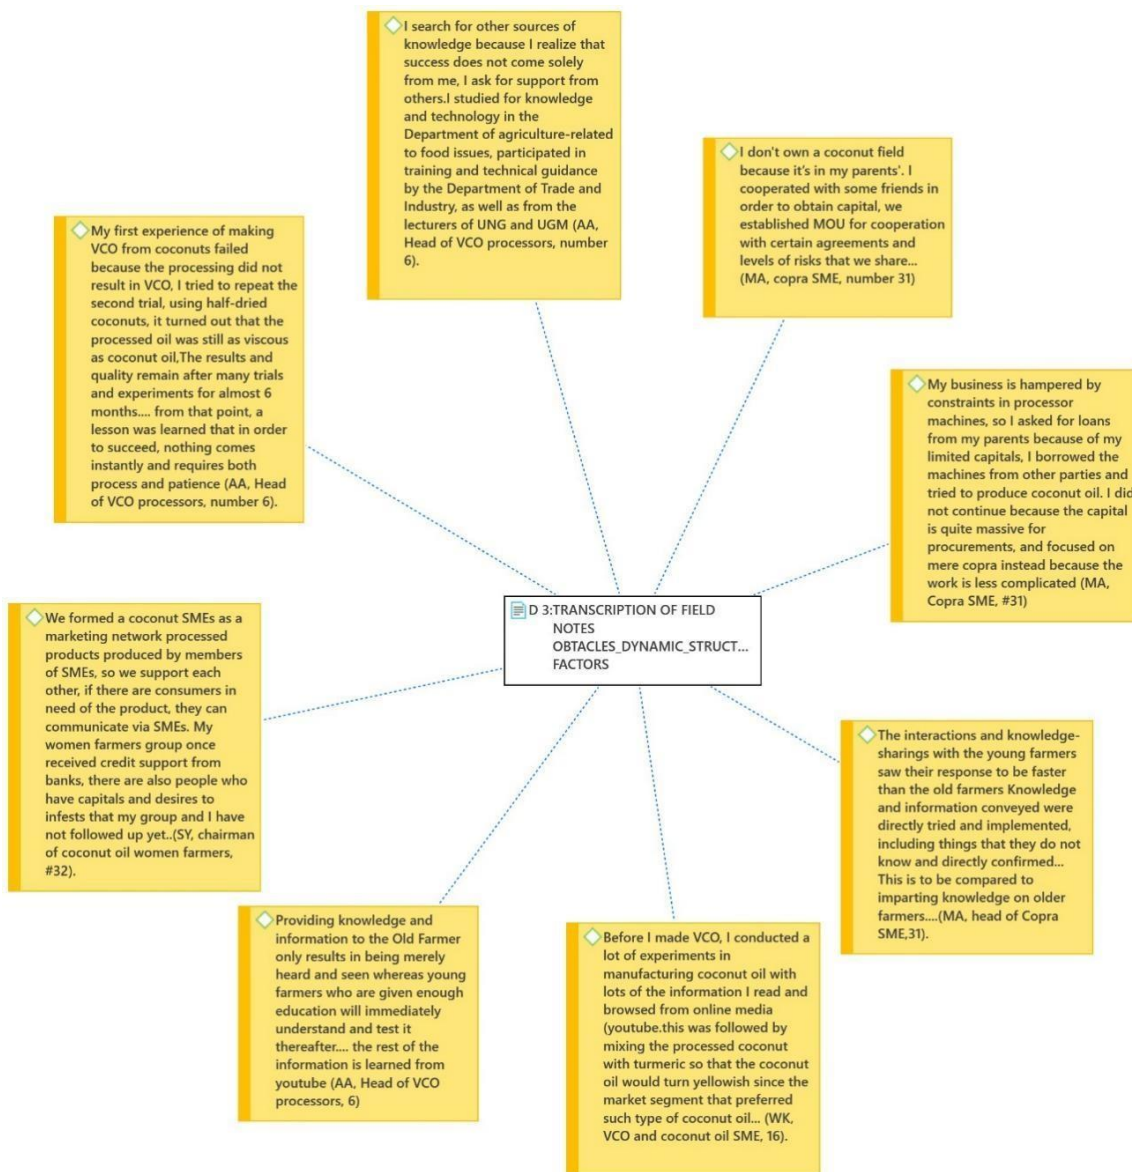 I search for other sources of
knowledge because I realize that
success does not come solely
from me, I ask for support from
others.I studied for knowledge
and technology in the
Department of agriculture-related
to food issues, participated in
training and technical guidance
by the Department of Trade and
Industry, as well as from the
lecturers of UNG and UGM (AA,
Head of VCO processors, number
6).
I don't own a coconut field
because it's in my parents'. I
cooperated with some friends in
order to obtain capital, we
established MOU for cooperation
with certain agreements and
levels of risks that we share...
(MA, copra SME, number 31)
My first experience of making
VCO from coconuts failed
because the processing did not
result in VCO, I tried to repeat the
second trial, using half-dried
coconuts, it turned out that the
processed oil was still as viscous
as coconut oil,The results and
quality remain after many trials
and experiments for almost 6
months.... from that point, a
lesson was learned that in order
to succeed, nothing comes
instantly and requires both
process and patience (AA, Head
of VCO processors, number 6).
My business is hampered by
constraints in processor
machines, so I asked for loans
from my parents because of my
limited capitals, I borrowed the
machines from other parties and
tried to produce coconut oil. I did
not continue because the capital
is quite massive for
procurements, and focused on
mere copra instead because the
work is less complicated (MA,
Copra SME, #31)
D 3:TRANSCRIPTION OF FIELD
NOTES
OBTACLES_DYNAMIC_STRUCT...
FACTORS
We formed a coconut SMEs as a
marketing network processed
products produced by members
of SMEs, so we support each
other, if there are consumers in
need of the product, they can
communicate via SMEs. My
women farmers group once
received credit support from
banks, there are also people who
have capitals and desires to
infests that my group and I have
not followed up yet..(SY, chairman
of coconut oil women farmers,
#32).
The interactions and knowledge-
sharings with the young farmers
saw their response to be faster
than the old farmers Knowledge
and information conveyed were
directly tried and implemented,
including things that they do not
know and directly confirmed...
This is to be compared to
imparting knowledge on older
farmers....(MA, head of Copra
SME,31).
Providing knowledge and
information to the Old Farmer
only results in being merely
heard and seen whereas young
farmers who are given enough
education will immediately
understand and test it
thereafter.... the rest of the
information is learned from
youtube (AA, Head of VCO
processors, 6)
Before I made VCO, I conducted a
lot of experiments in
manufacturing coconut oil with
lots of the information I read and
browsed from online media
(youtube.this was followed by
mixing the processed coconut
with turmeric so that the coconut
oil would turn yellowish since the
market segment that preferred
such type of coconut oil... (WK,
VCO and coconut oil SME, 16).